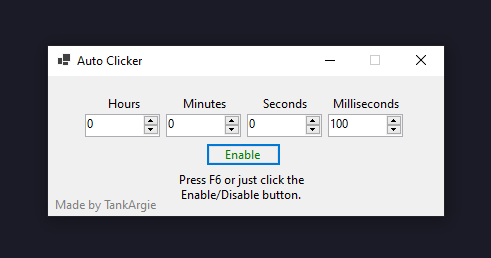 Auto Clicker
Hours Minutes Seconds Milliseconds
0 0 0 100
Enable
Press F6 or just click the
Enable/Disable button.
Made by TankArgie